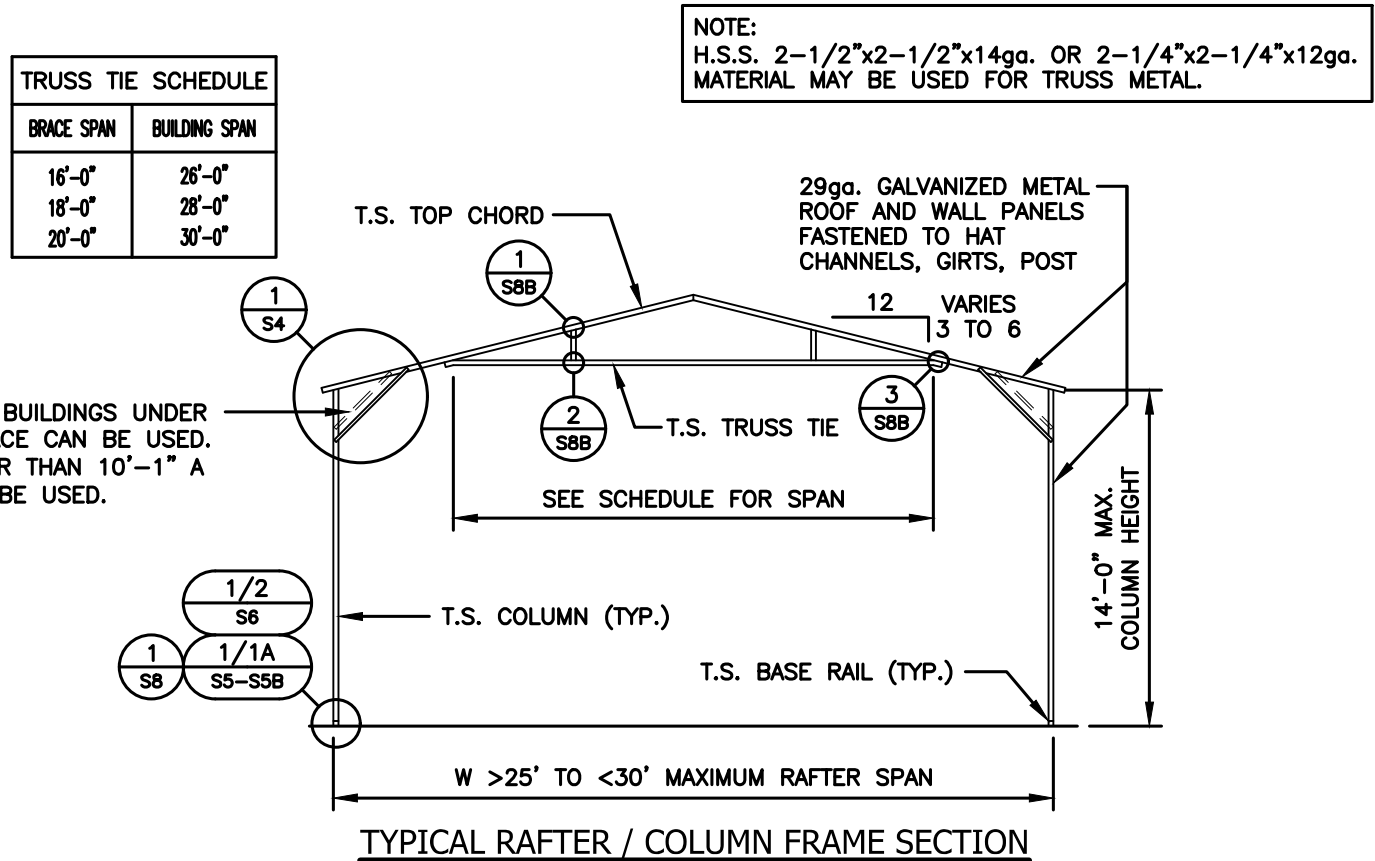 NOTE:
H.S.S. 2-1/2"x2-1/2"x14ga. OR 2-1/4"x2-1/4"x12ga.
MATERIAL MAY BE USED FOR TRUSS METAL.
TRUSS TIE SCHEDULE
BRACE SPAN BUILDING SPAN
16'-0" 26'-0"
18'-0" 28'-0"
20'-0" 30'-0"
29ga. GALVANIZED METAL
ROOF AND WALL PANELS
FASTENED TO HAT
CHANNELS, GIRTS, POST
T.S. TOP CHORD
1
S8B
1
S4
12 VARIES
3 TO 6
BUILDINGS UNDER
ACE CAN BE USED.
R THAN 10'-1" A
BE USED.
2
S8B
T.S. TRUSS TIE
3
S8B
SEE SCHEDULE FOR SPAN
14'-0" MAX.
COLUMN HEIGHT
1/2
S6
T.S. COLUMN (TYP.)
1
S8
1/1A
S5-S5B
T.S. BASE RAIL (TYP.)
W >25' TO <30' MAXIMUM RAFTER SPAN
TYPICAL RAFTER / COLUMN FRAME SECTION